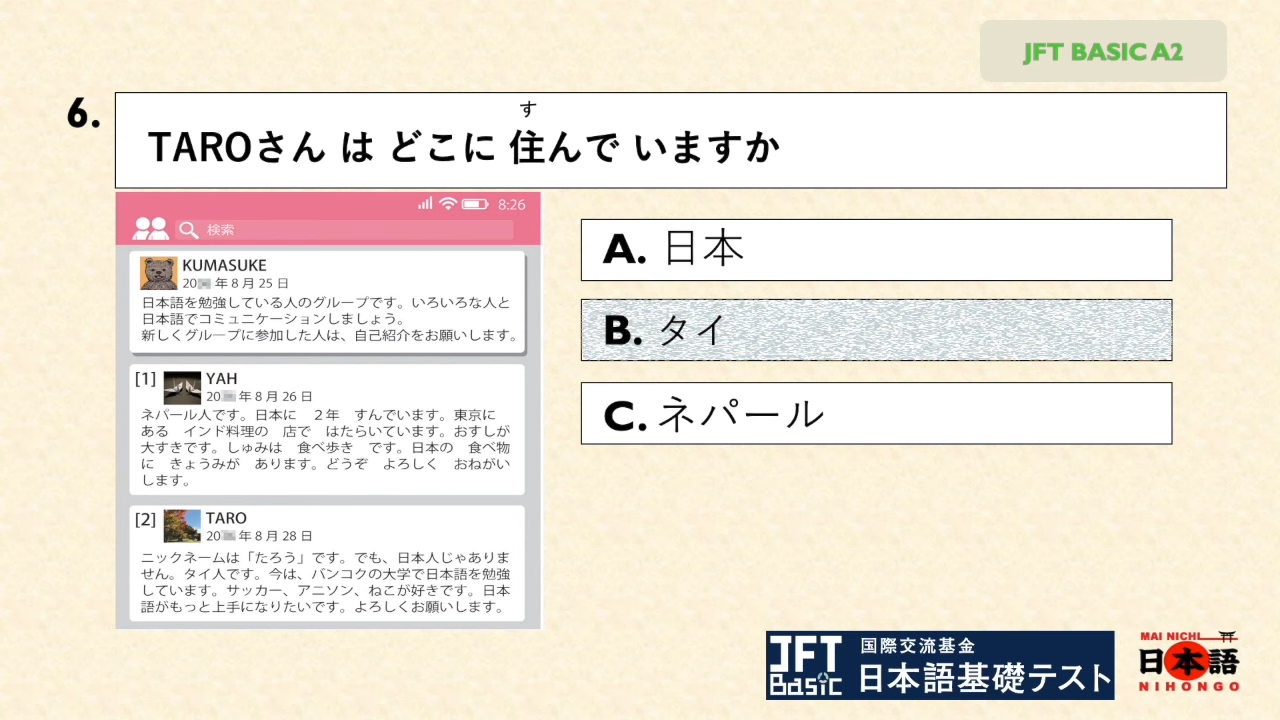 JFT BASIC A2
6.
す
TAROさん は どこに 住んで いますか
8:26
検索
KUMASUKE
20 年 8 月 25 日
日本語を勉強している人のグループです。いろいろな人と
日本語でコミュニケーションしましょう。
新しくグループに参加した人は、自己紹介をお願いします。
[1] YAH
20 年 8 月 26 日
ネパール人です。日本に 2年 すんでいます。東京に
ある インド料理の 店で はたらいています。おすしが
大すきです。しゅみは 食べ歩き です。日本の 食べ物
に きょうみが あります。どうぞ よろしく おねがい
します。
[2] TARO
20 年 8 月 28 日
ニックネームは「たろう」です。でも、日本人じゃありま
せん。タイ人です。今は、バンコクの大学で日本語を勉強
しています。サッカー、アニソン、ねこが好きです。日本
語がもっと上手になりたいです。よろしくお願いします。
A. 日本
B. タイ
C. ネパール
JFT
Basic
国際交流基金
日本語基礎テスト
MAI NICHI
日本語
NIHONGO